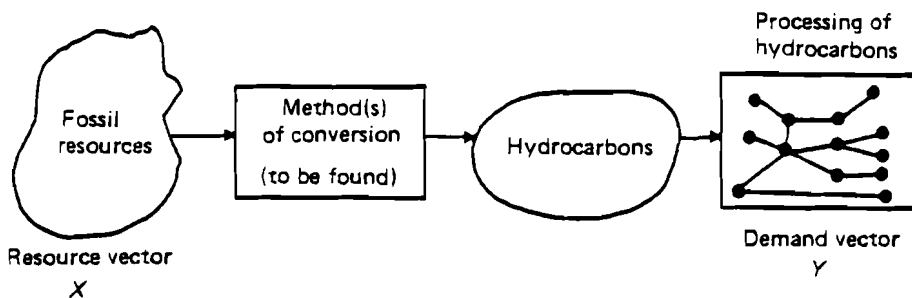 Fossil
resources
Resource vector
X
Method(s)
of conversion
(to be found)
Hydrocarbons
Processing of
hydrocarbons
Demand vector
Y